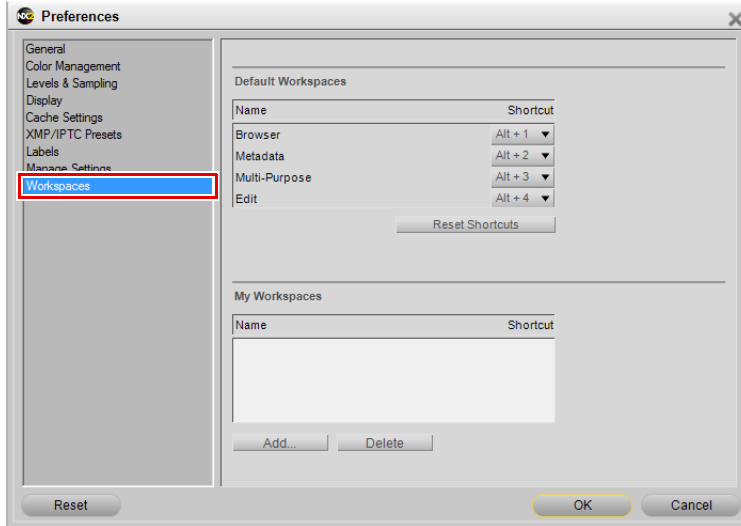 NX2 Preferences
General
Color Management
Levels & Sampling
Display
Cache Settings
XMP/IPTC Presets
Labels
Manage Settings
Workspaces
Default Workspaces
Name Shortcut
Browser Alt + 1
Metadata Alt + 2
Multi-Purpose Alt + 3
Edit Alt + 4
Reset Shortcuts
My Workspaces
Name Shortcut
Add... Delete
Reset OK Cancel